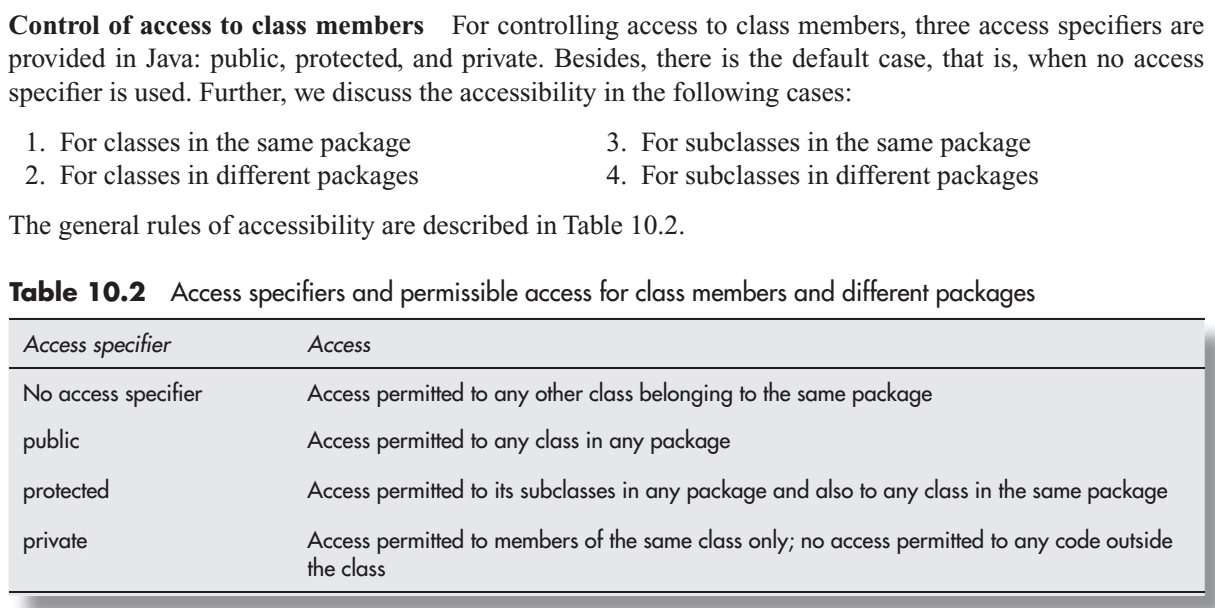 Control of access to class members For controlling access to class members, three access specifiers are
provided in Java: public, protected, and private. Besides, there is the default case, that is, when no access
specifier is used. Further, we discuss the accessibility in the following cases:
1. For classes in the same package
2. For classes in different packages
3. For subclasses in the same package
4. For subclasses in different packages
The general rules of accessibility are described in Table 10.2.
Table 10.2 Access specifiers and permissible access for class members and different packages
Access specifier Access
No access specifier Access permitted to any other class belonging to the same package
public Access permitted to any class in any package
protected Access permitted to its subclasses in any package and also to any class in the same package
private Access permitted to members of the same class only; no access permitted to any code outside
the class